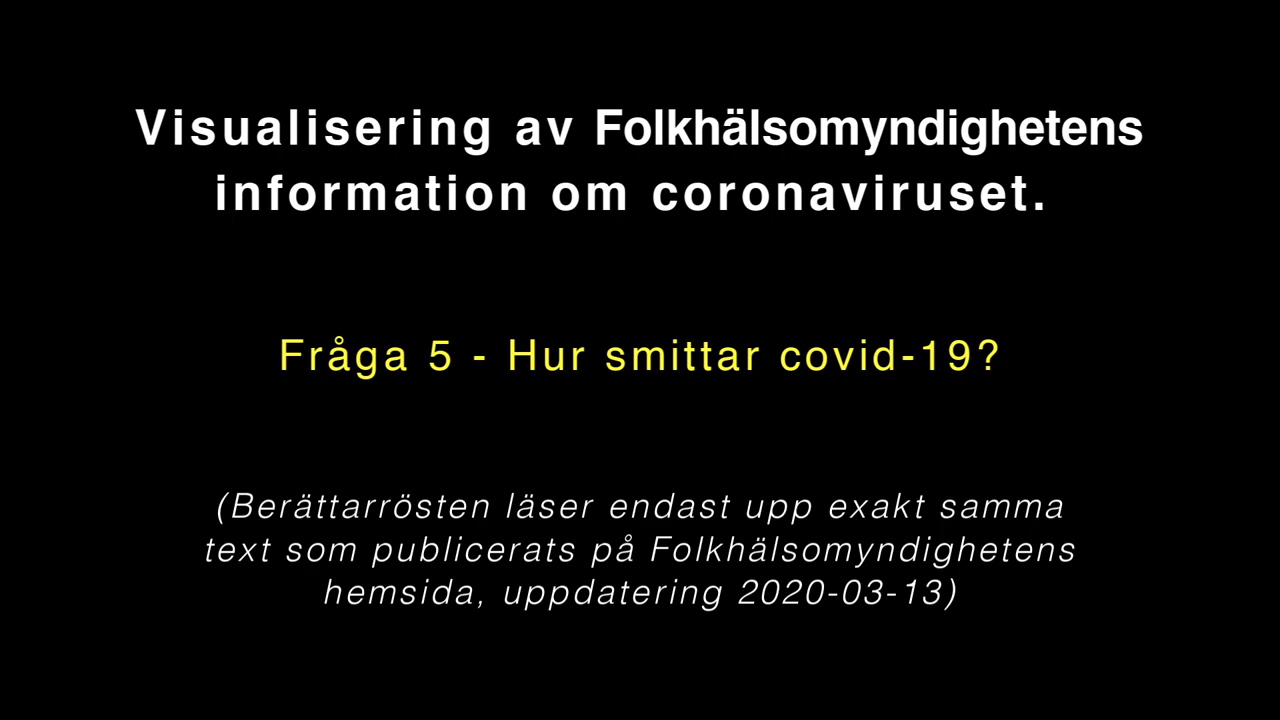 Visualisering av Folkhälsomyndighetens
information om coronaviruset.
Fråga 5 - Hur smittar covid-19?
(Berättarrösten läser endast upp exakt samma
text som publicerats på Folkhälsomyndighetens
hemsida, uppdatering 2020-03-13)